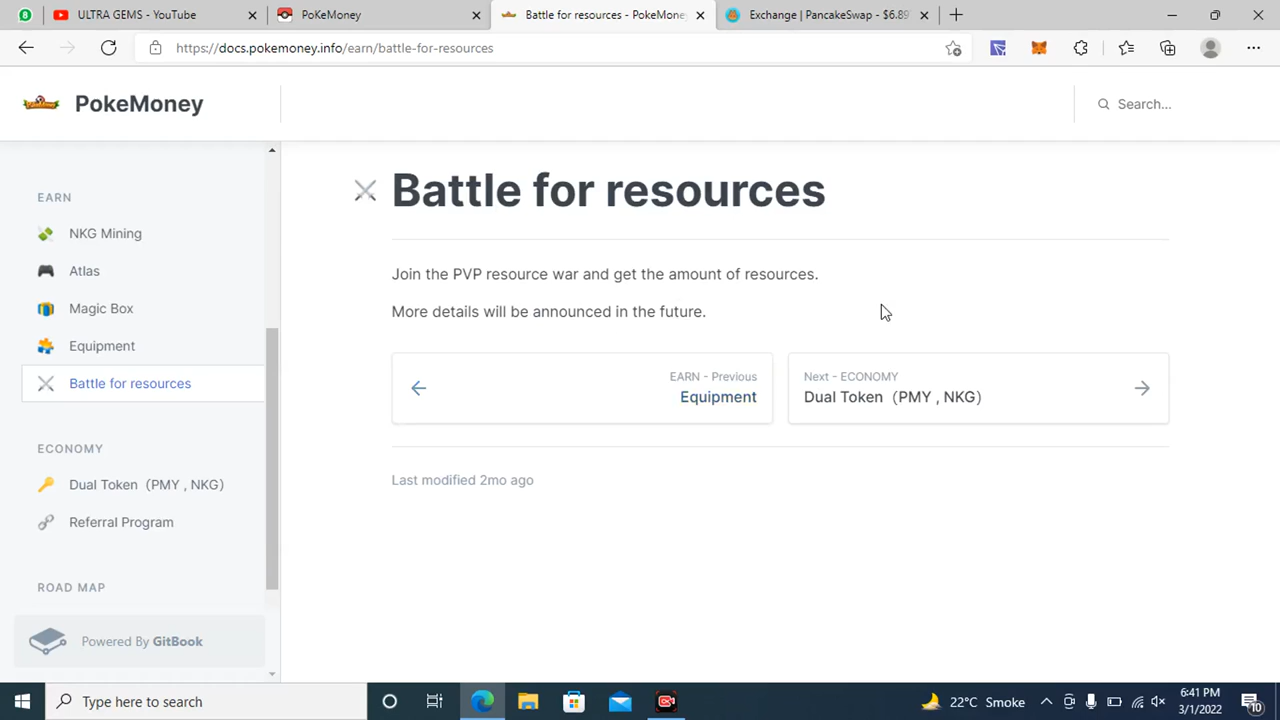 8
ULTRA GEMS - YouTube
PoKeMoney
Battle for resources - PokeMone
Exchange | PancakeSwap - $6.89
https://docs.pokemoney.info/earn/battle-for-resources
PokeMoney
Search...
EARN
NKG Mining
Atlas
Magic Box
Equipment
Battle for resources
ECONOMY
Dual Token（PMY , NKG）
Referral Program
ROAD MAP
Powered By GitBook
Battle for resources
Join the PVP resource war and get the amount of resources.
More details will be announced in the future.
EARN - Previous
Equipment
Next - ECONOMY
Dual Token（PMY , NKG）
Last modified 2mo ago
Type here to search
22°C Smoke
6:41 PM
3/1/2022
10